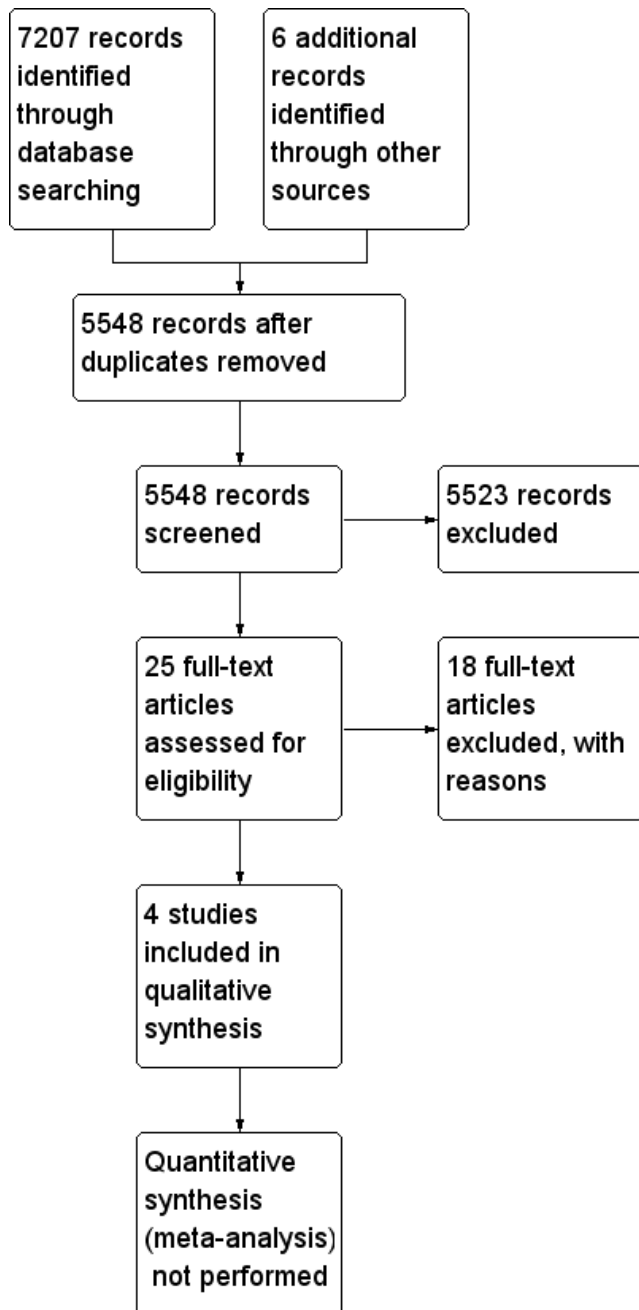 7207 records
identified
through
database
searching
6 additional
records
identified
through other
sources
5548 records after
duplicates removed
5548 records
screened
5523 records
excluded
25 full-text
articles
assessed for
eligibility
18 full-text
articles
excluded, with
reasons
4 studies
included in
qualitative
synthesis
Quantitative
synthesis
(meta-analysis)
not performed